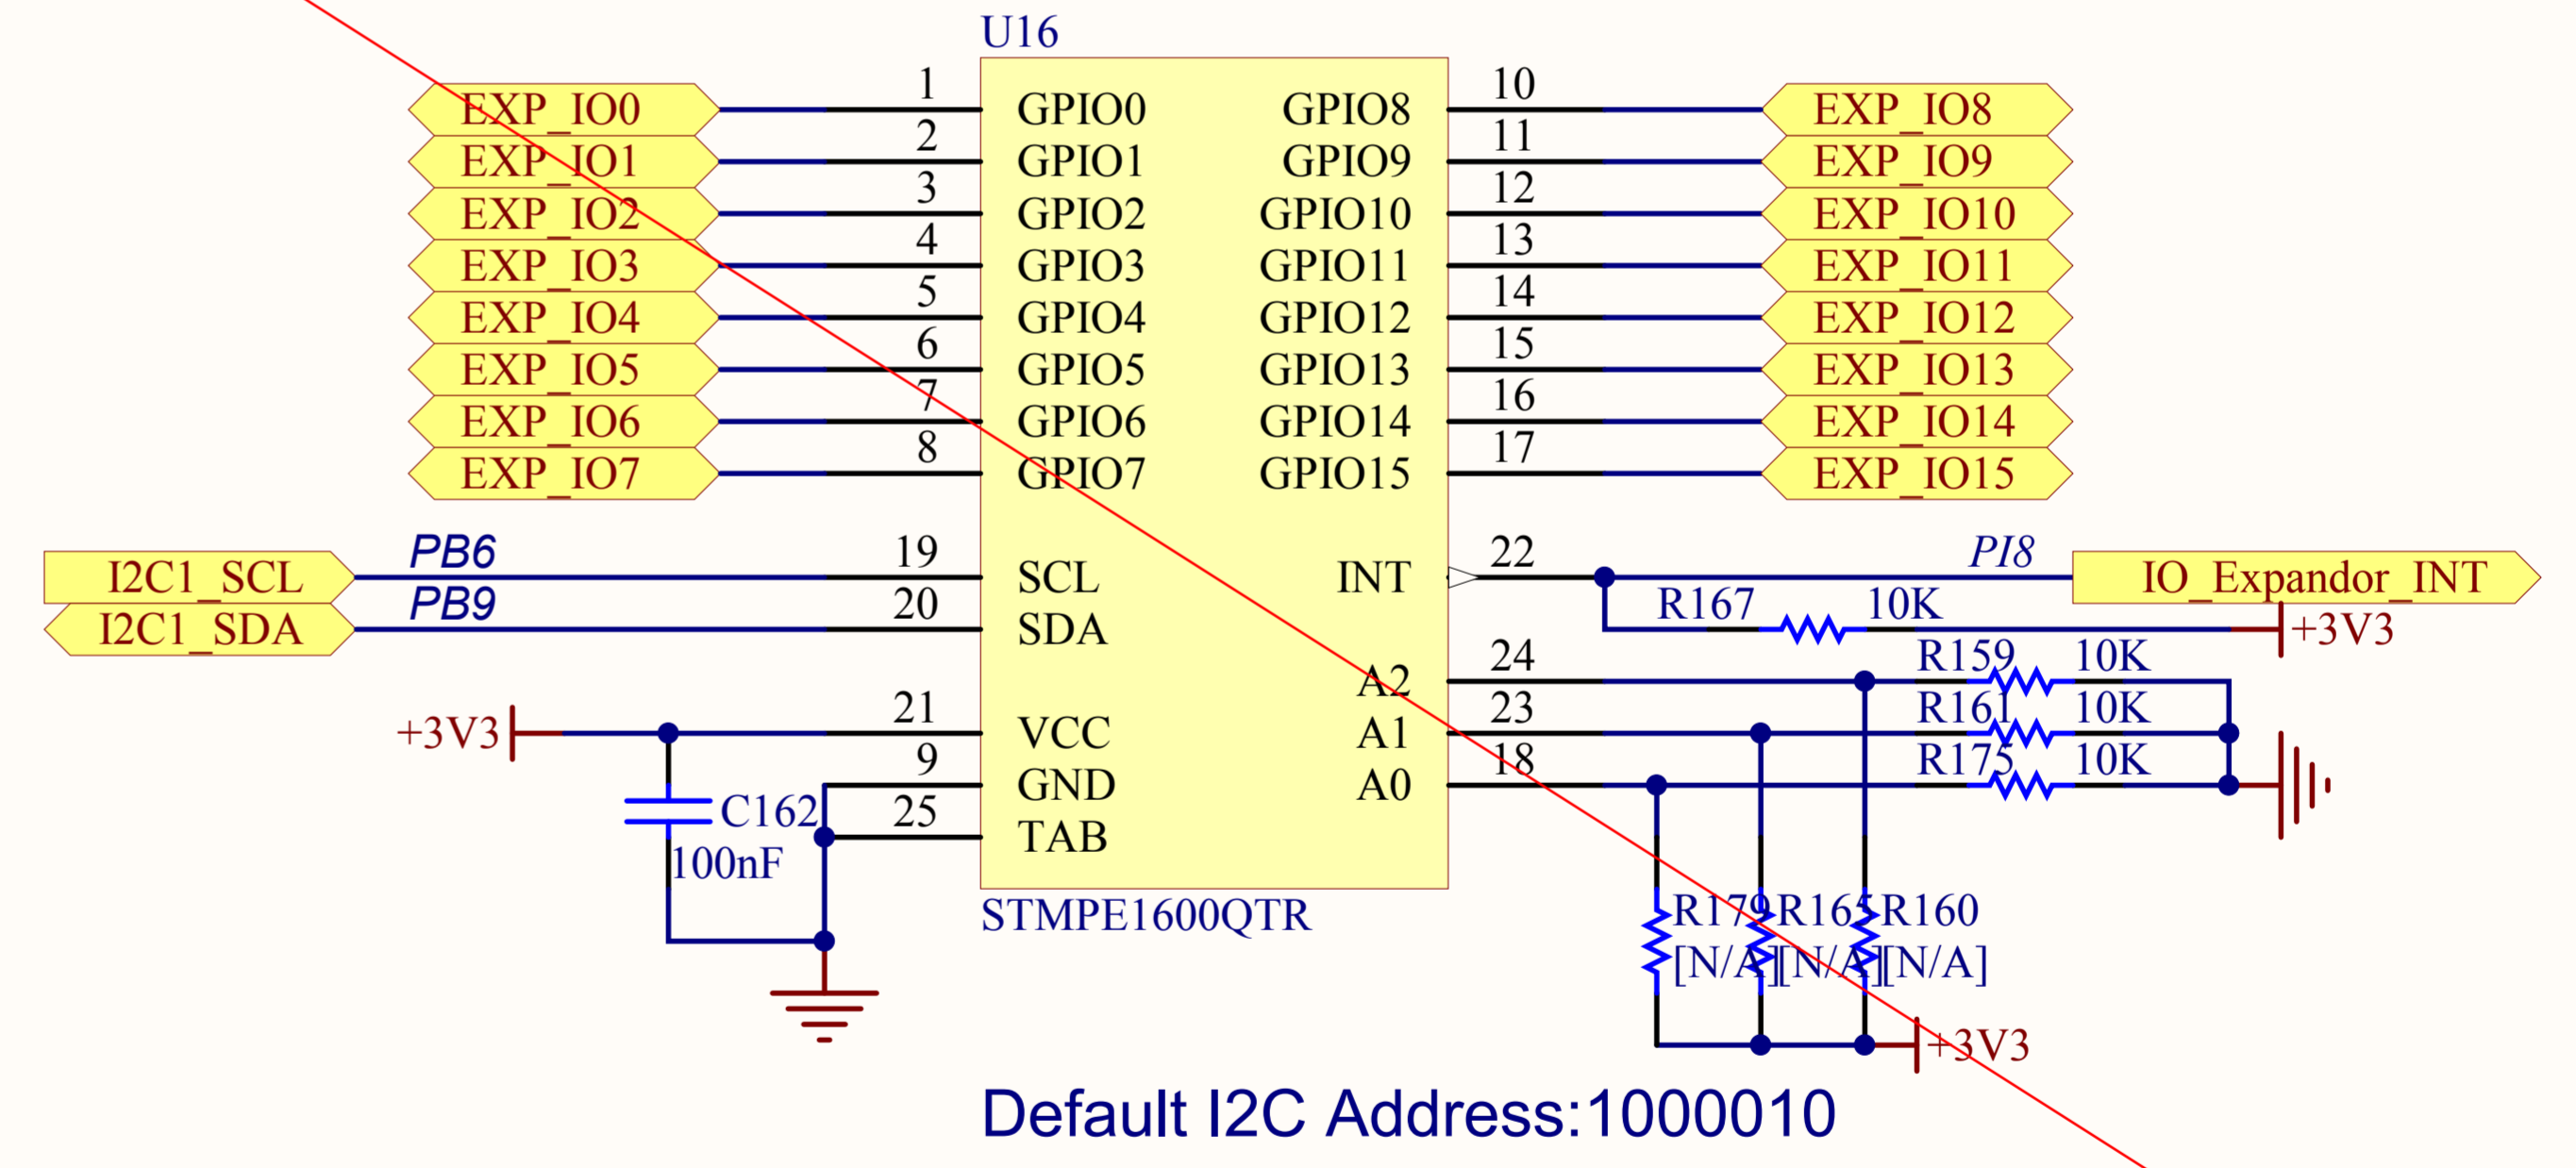 U16
EXP_IO0 1 GPIO0 GPIO8 10 EXP_IO8
EXP_IO1 2 GPIO1 GPIO9 11 EXP_IO9
EXP_IO2 3 GPIO2 GPIO10 12 EXP_IO10
EXP_IO3 4 GPIO3 GPIO11 13 EXP_IO11
EXP_IO4 5 GPIO4 GPIO12 14 EXP_IO12
EXP_IO5 6 GPIO5 GPIO13 15 EXP_IO13
EXP_IO6 7 GPIO6 GPIO14 16 EXP_IO14
EXP_IO7 8 GPIO7 GPIO15 17 EXP_IO15
I2C1_SCL PB6 19 SCL INT 22 PI8 IO_Expandor_INT
I2C1_SDA PB9 20 SDA R167 10K +3V3
A2 24 R159 10K
+3V3 21 VCC A1 23 R161 10K
9 GND A0 18 R175 10K
C162 25 TAB
100nF
STMPE1600QTR R179 R165 R160
[N/A] [N/A] [N/A]
+3V3
Default I2C Address:1000010